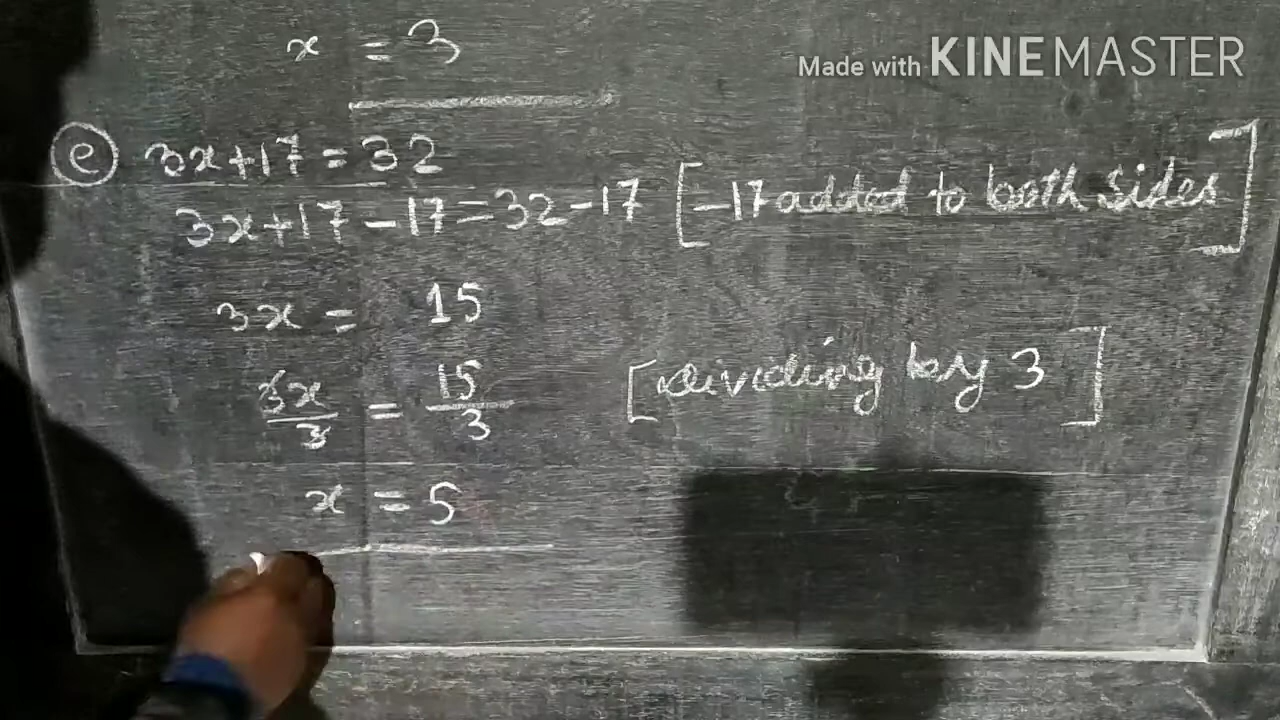 x = 3
Made with KINEMASTER
e 3x+17=32
3x+17-17=32-17 [-17 added to both sides]
3x = 15
3x/3 = 15/3 [dividing by 3]
x = 5